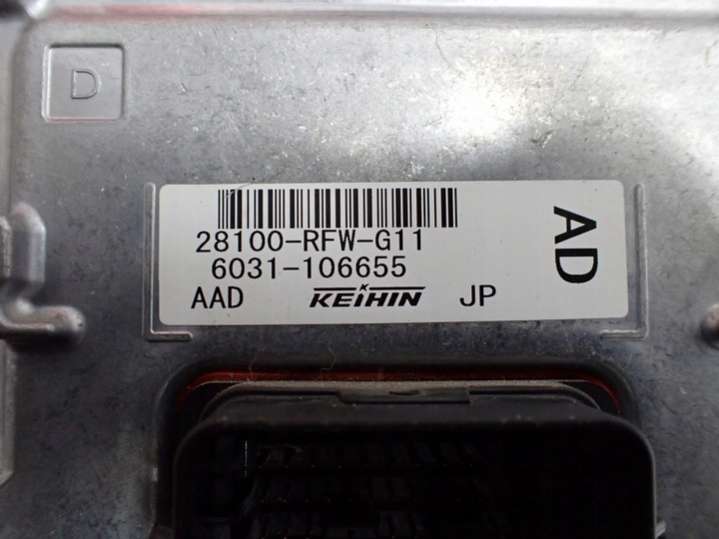 D
28100-RFW-G11
6031-106655
AAD KEIHIN JP
AD